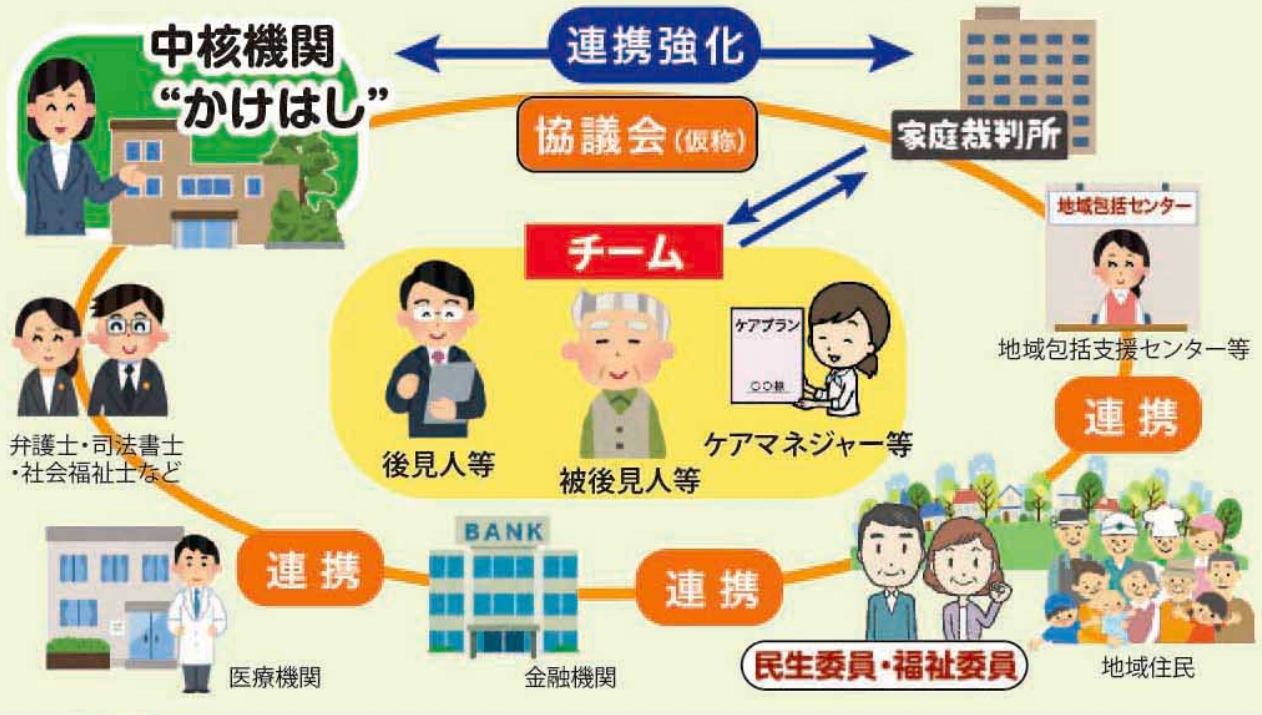 中核機関
“かけはし”
連携強化
協議会(仮称)
家庭裁判所
地域包括センター
地域包括支援センター等
チーム
ケアプラン
〇〇様
後見人等
被後見人等
ケアマネジャー等
弁護士・司法書士
・社会福祉士など
連携
連携
BANK
連携
医療機関
金融機関
民生委員・福祉委員
地域住民